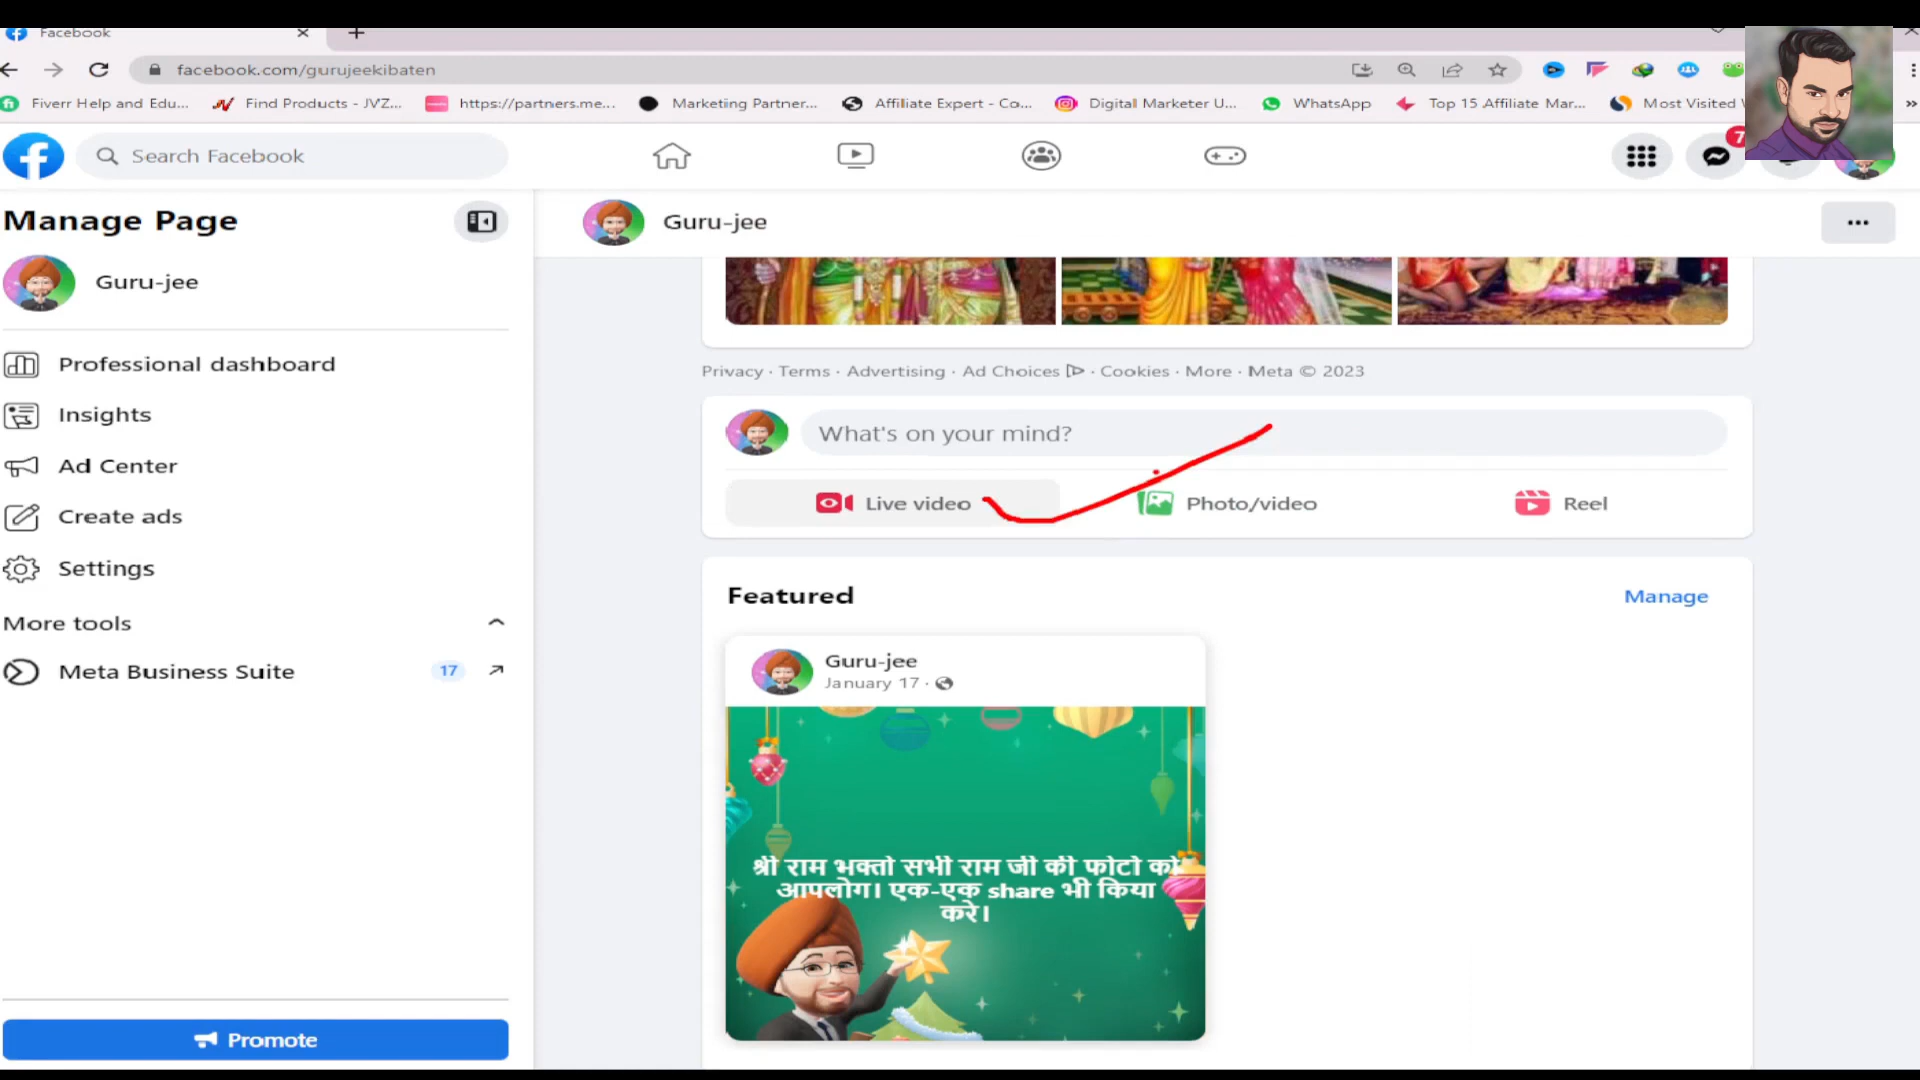 Facebook
facebook.com/gurujeekibaten
Fiverr Help and Edu...
Find Products - JVZ...
https://partners.me...
Marketing Partner...
Affiliate Expert - Co...
Digital Marketer U...
WhatsApp
Top 15 Affiliate Mar...
Most Visited
Search Facebook
7
Manage Page
Guru-jee
Guru-jee
Professional dashboard
Insights
Ad Center
Create ads
Settings
More tools
Meta Business Suite 17
Promote
Privacy · Terms · Advertising · Ad Choices · Cookies · More · Meta © 2023
What's on your mind?
Live video
Photo/video
Reel
Featured
Manage
Guru-jee
January 17 ·
श्री राम भक्तो सभी राम जी की फोटो को
आपलोग। एक-एक share भी किया
करे।